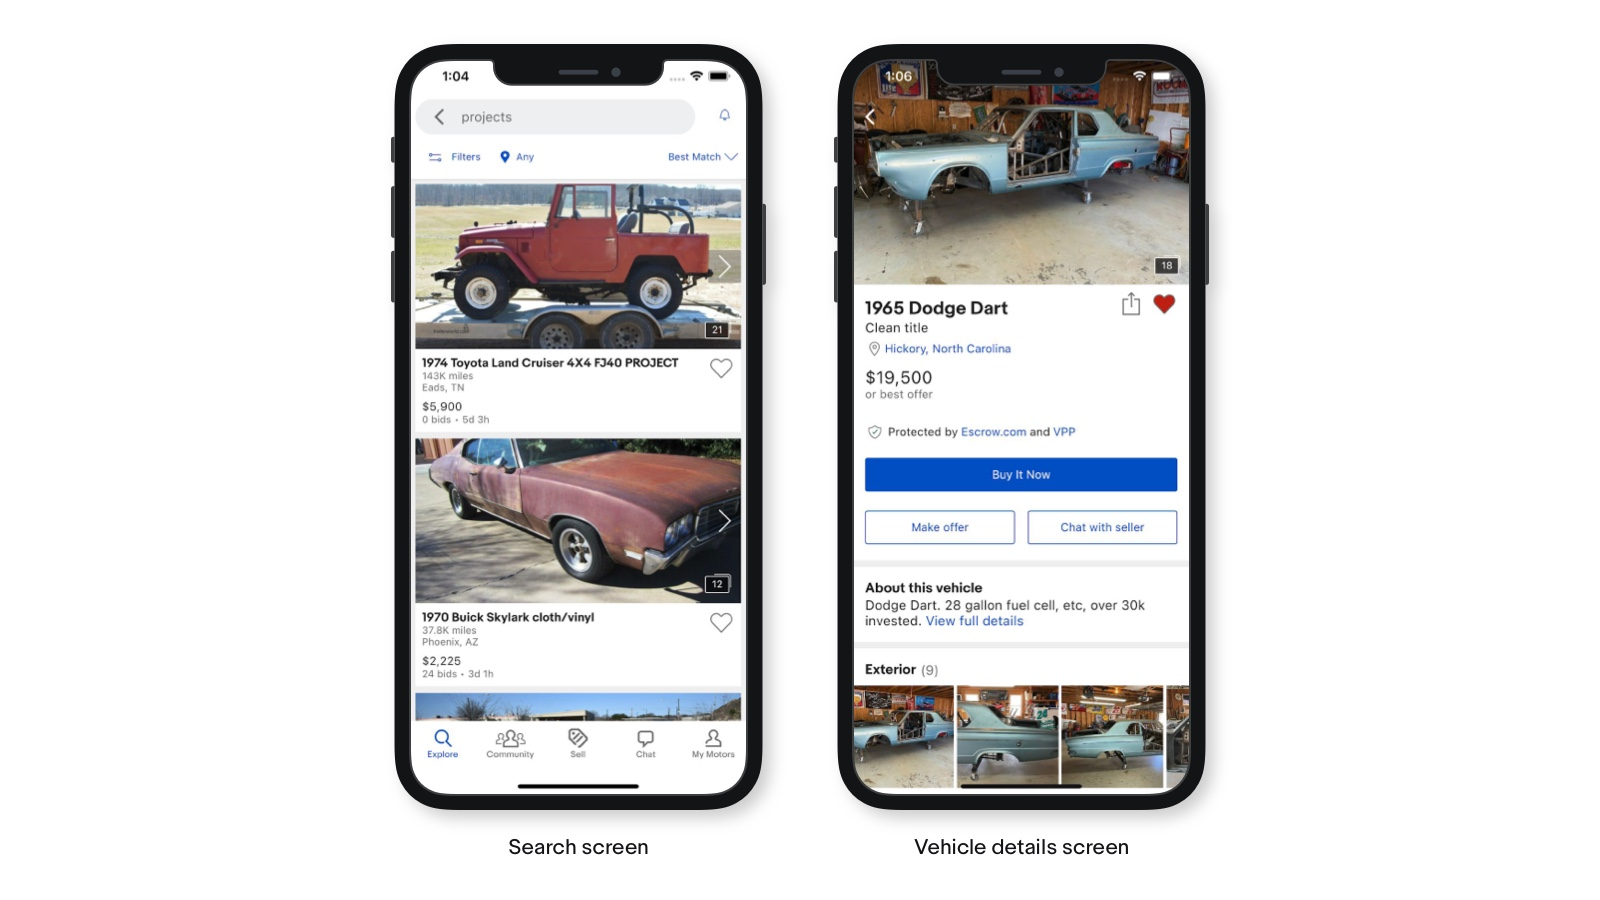 1:04
projects
Filters
Any
Best Match
21
1974 Toyota Land Cruiser 4X4 FJ40 PROJECT
143K miles
Eads, TN
$5,900
0 bids • 5d 3h
12
1970 Buick Skylark cloth/vinyl
37.8K miles
Phoenix, AZ
$2,225
24 bids • 3d 1h
Explore
Community
Sell
Chat
My Motors
Search screen
1:06
18
1965 Dodge Dart
Clean title
Hickory, North Carolina
$19,500
or best offer
Protected by Escrow.com and VPP
Buy It Now
Make offer
Chat with seller
About this vehicle
Dodge Dart. 28 gallon fuel cell, etc, over 30k
invested. View full details
Exterior (9)
Vehicle details screen